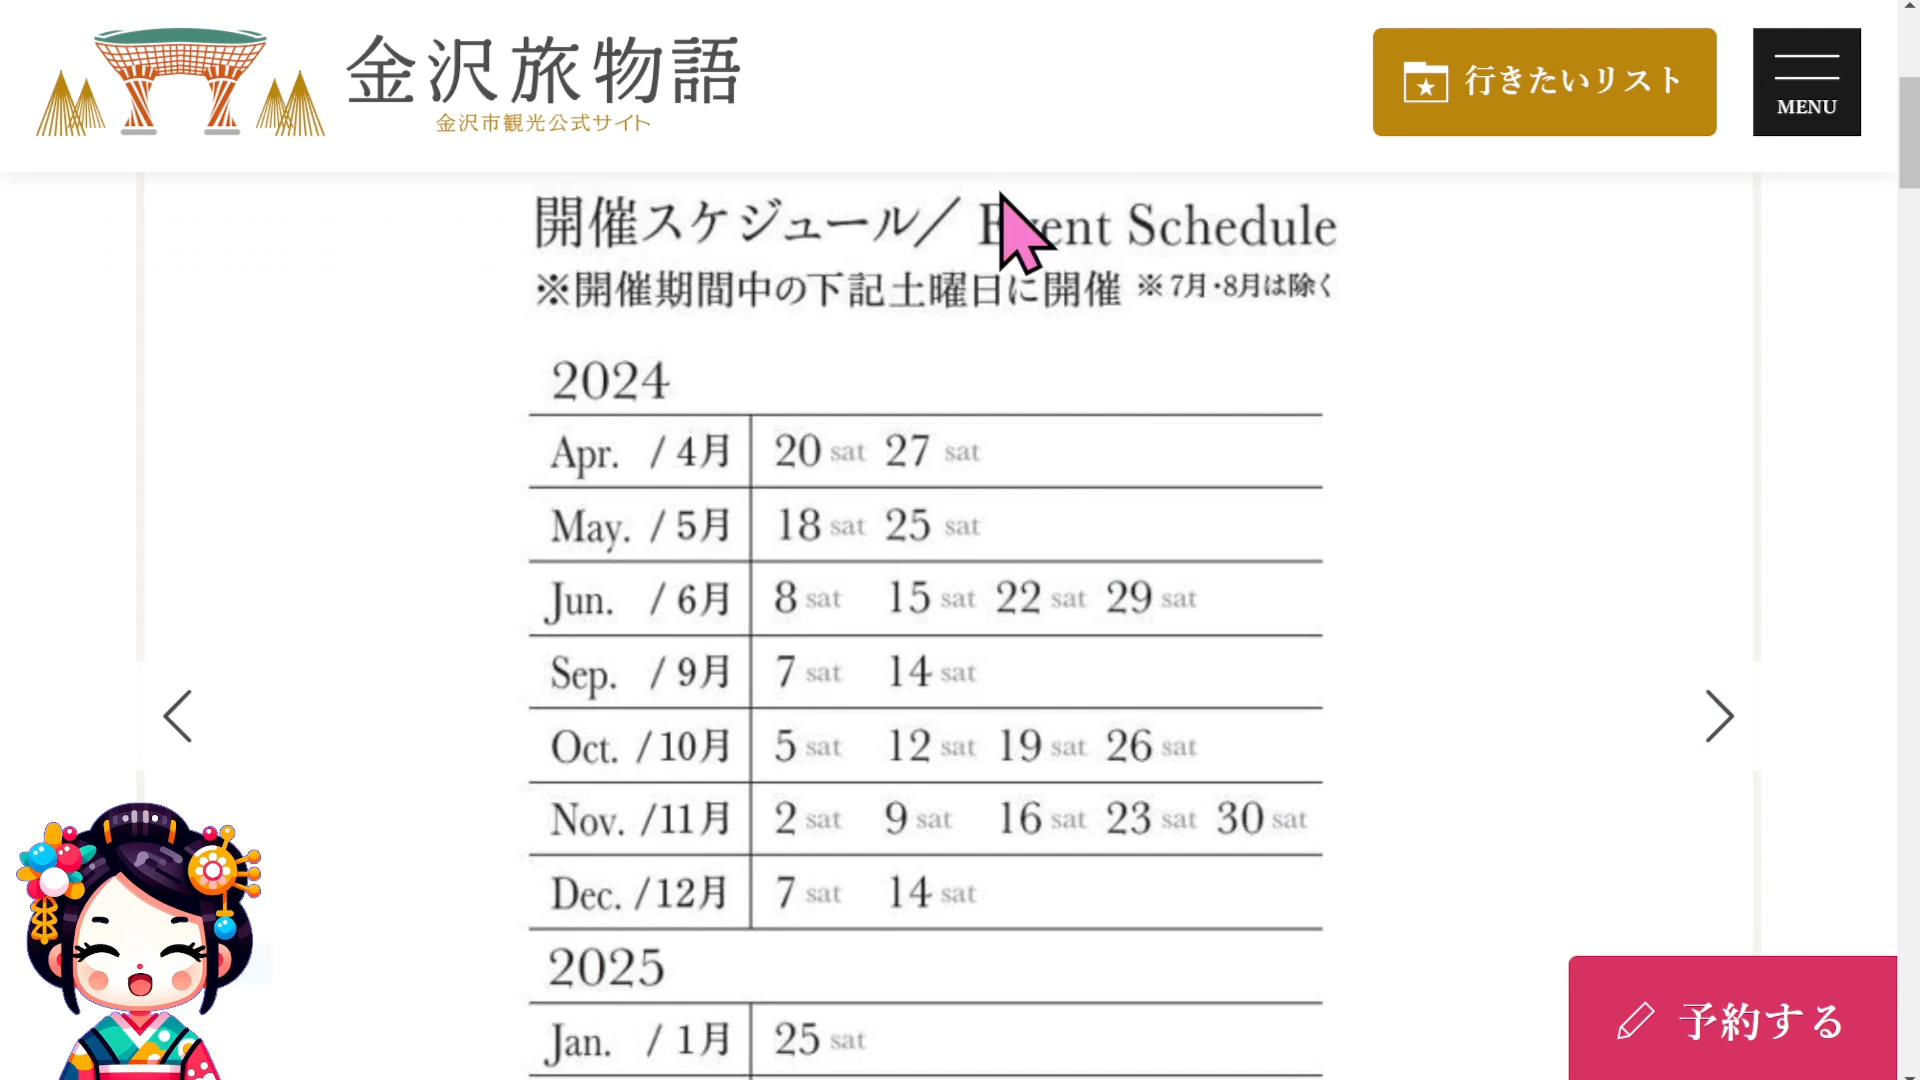 金沢旅物語
金沢市観光公式サイト
行きたいリスト
MENU
開催スケジュール／ Event Schedule
※開催期間中の下記土曜日に開催 ※7月・8月は除く
2024
Apr. / 4月 20 sat 27 sat
May. / 5月 18 sat 25 sat
Jun. / 6月 8 sat 15 sat 22 sat 29 sat
Sep. / 9月 7 sat 14 sat
Oct. /10月 5 sat 12 sat 19 sat 26 sat
Nov. /11月 2 sat 9 sat 16 sat 23 sat 30 sat
Dec. /12月 7 sat 14 sat
2025
Jan. / 1月 25 sat
予約する